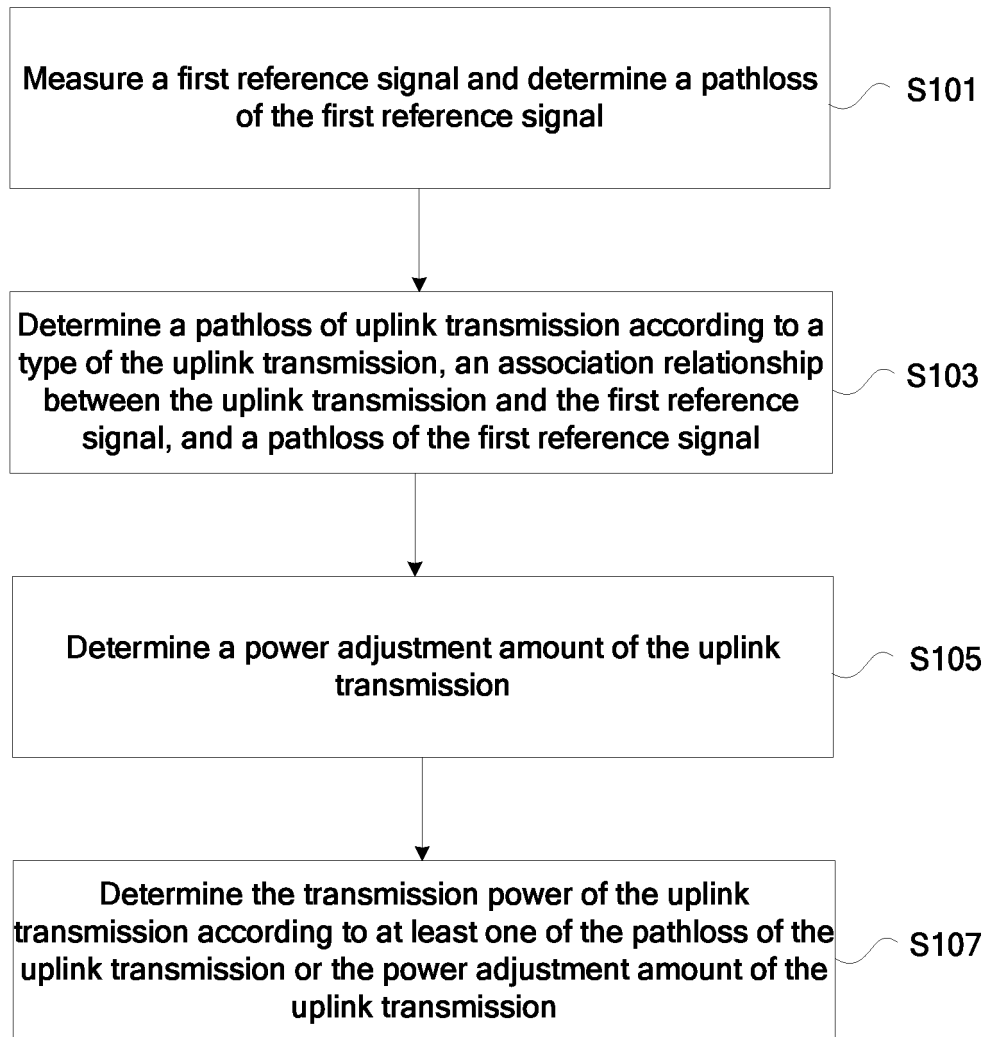 Measure a first reference signal and determine a pathloss
of the first reference signal
S101
Determine a pathloss of uplink transmission according to a
type of the uplink transmission, an association relationship
between the uplink transmission and the first reference
signal, and a pathloss of the first reference signal
S103
Determine a power adjustment amount of the uplink
transmission
S105
Determine the transmission power of the uplink
transmission according to at least one of the pathloss of the
uplink transmission or the power adjustment amount of the
uplink transmission
S107